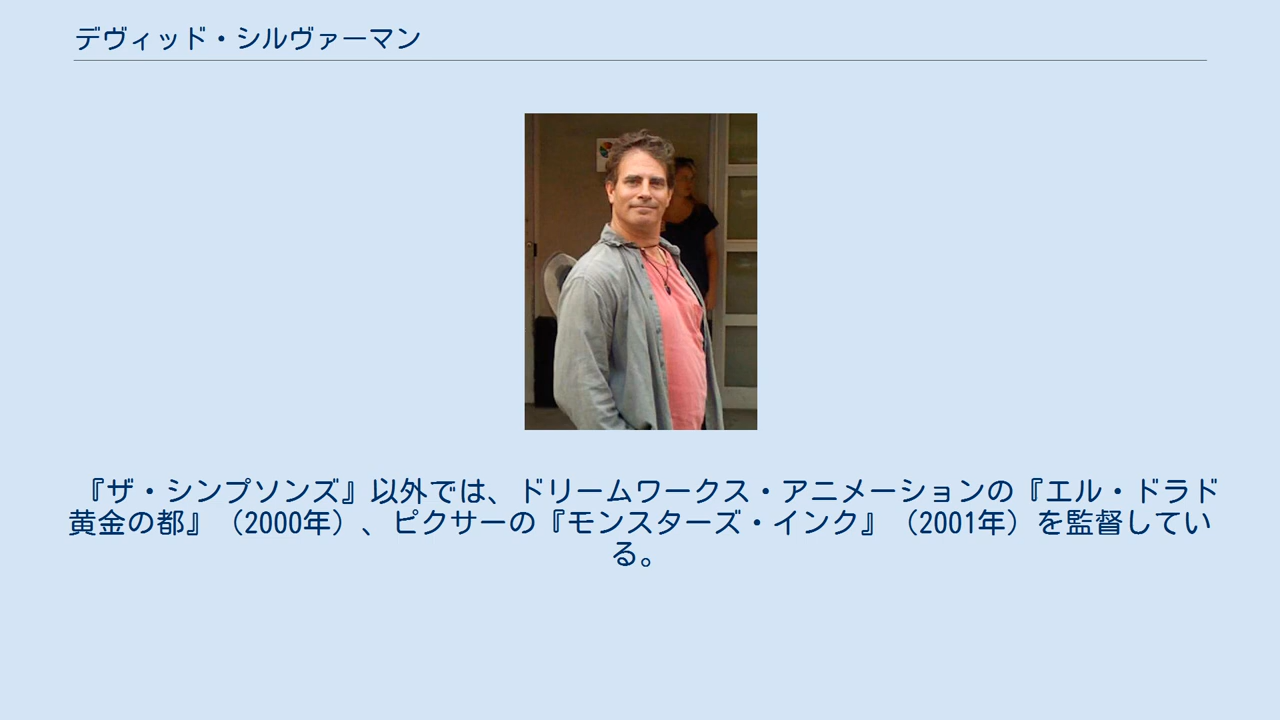 デヴィッド・シルヴァーマン
『ザ・シンプソンズ』以外では、ドリームワークス・アニメーションの『エル・ドラド
黄金の都』（2000年）、ピクサーの『モンスターズ・インク』（2001年）を監督してい
る。